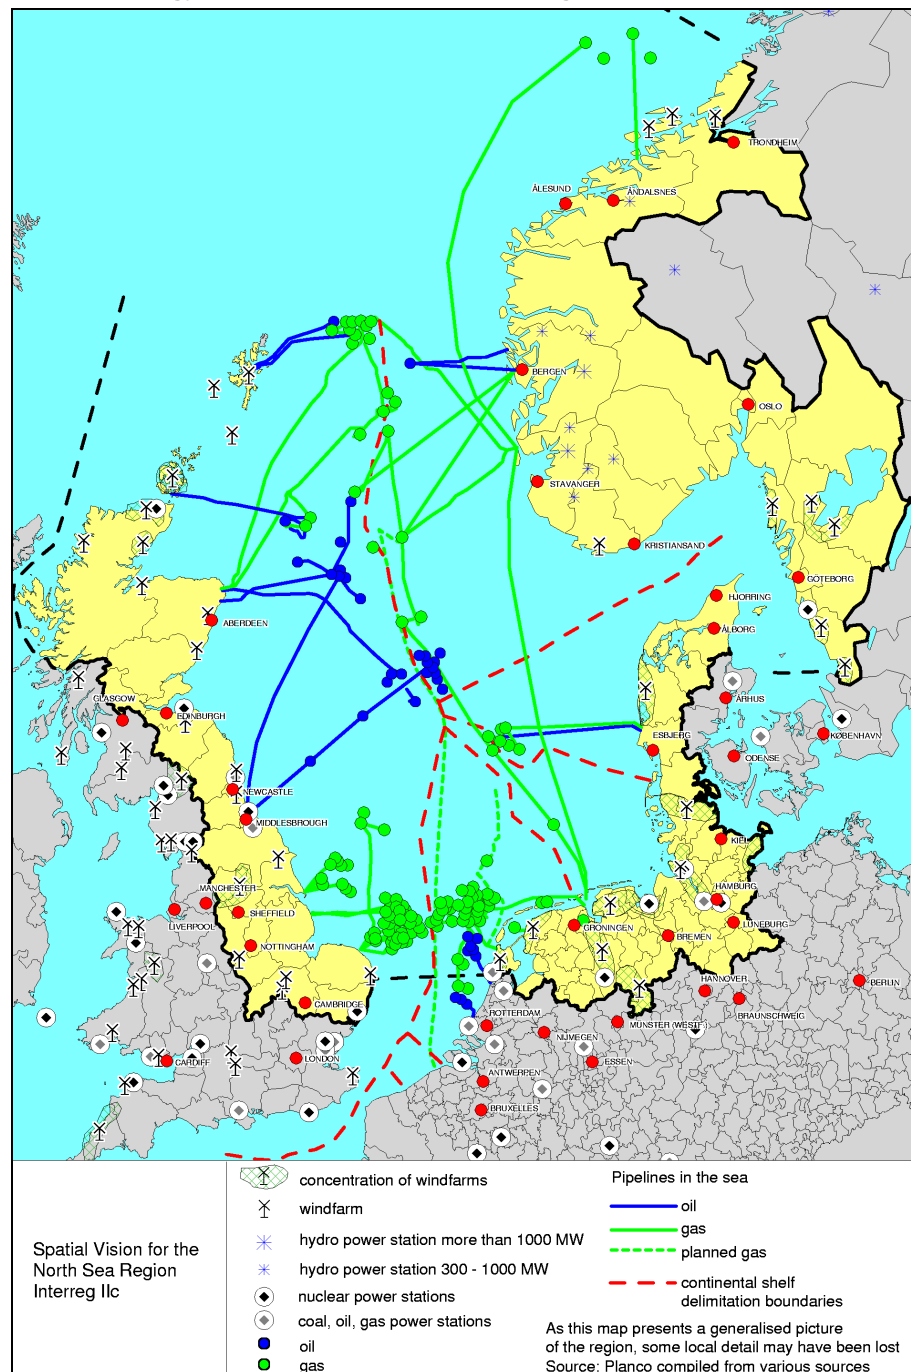 TRONDHEIM
ÅLESUND
ÅNDALSNES
BERGEN
OSLO
STAVANGER
KRISTIANSAND
GÖTEBORG
HJORRING
ÅLBORG
ABERDEEN
GLASGOW
EDINBURGH
ÅRHUS
KØBENHAVN
ESBJERG
ODENSE
NEWCASTLE
MIDDLESBROUGH
KIEL
MANCHESTER
HAMBURG
SHEFFIELD
LIVERPOOL
GRONINGEN
LÜNEBURG
BREMEN
NOTTINGHAM
HANNOVER
BERLIN
CAMBRIDGE
BRAUNSCHWEIG
ROTTERDAM
MÜNSTER (WESTF.)
NIJMEGEN
CARDIFF
LONDON
ESSEN
ANTWERPEN
BRUXELLES
Spatial Vision for the
North Sea Region
Interreg IIc
concentration of windfarms
windfarm
hydro power station more than 1000 MW
hydro power station 300 - 1000 MW
nuclear power stations
coal, oil, gas power stations
oil
gas
Pipelines in the sea
oil
gas
planned gas
continental shelf
delimitation boundaries
As this map presents a generalised picture
of the region, some local detail may have been lost
Source: Planco compiled from various sources